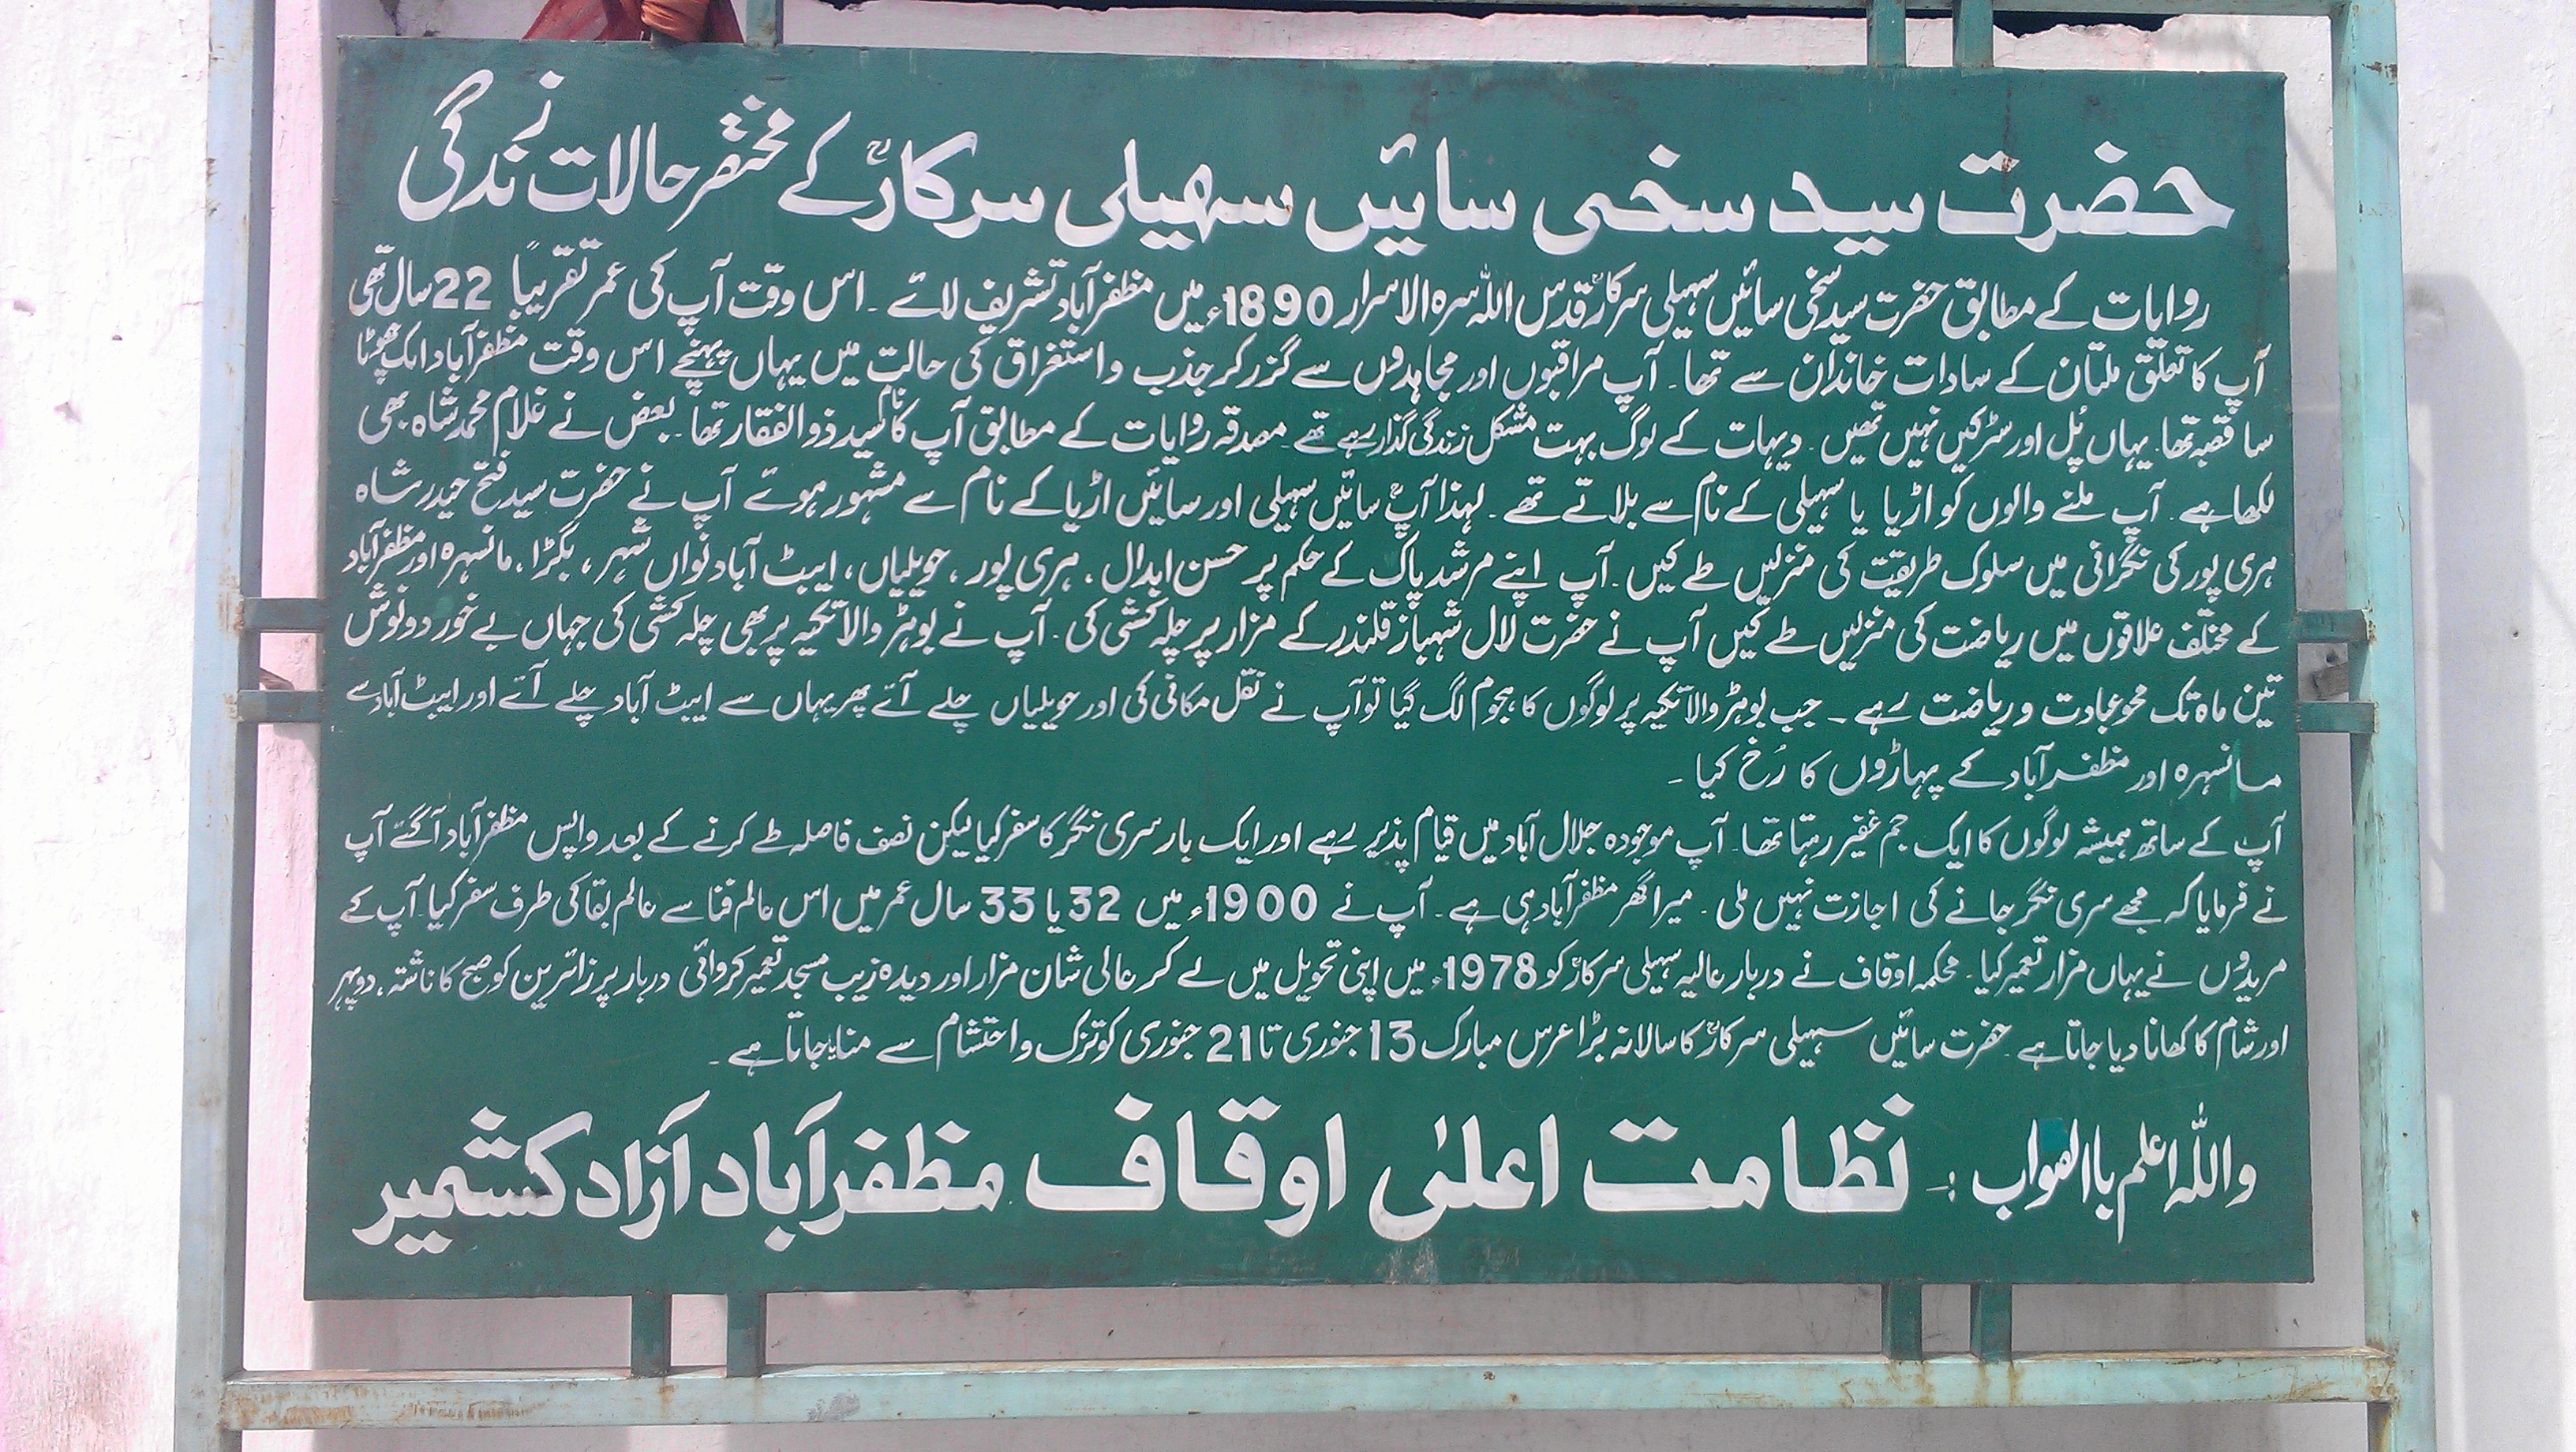 حضرت سید سخی سائیں سہیلی سرکارؒ کے مختصر حالات زندگی
روایات کے مطابق حضرت سید سخی سائیں سہیلی سرکارؒ قدس اللہ سرہ الاسرار 1890ء میں مظفرآباد تشریف لائے ۔ اس وقت آپ کی عمر تقریباً 22 سال تھی
آپ کا تعلق ملتان کے سادات خاندان سے تھا ۔ آپ مراقبوں اور مجاہدوں سے گزر کر جذب و استغراق کی حالت میں یہاں پہنچے اس وقت مظفرآباد ایک چھوٹا
سا قصبہ تھا ۔ یہاں پُل اور سڑکیں نہیں تھیں ۔ دیہات کے لوگ بہت مشکل زندگی گذار رہے تھے ۔ مصدقہ روایات کے مطابق آپ کا نام سید ذوالفقار تھا ۔ بعض نے غلام محمد شاہ بھی
لکھا ہے ۔ آپ ملنے والوں کو اڑیا یا سہیلی کے نام سے بلاتے تھے ۔ لہذا آپؒ سائیں سہیلی اور سائیں اڑیا کے نام سے مشہور ہوئے آپ نے حضرت سید فتح حیدر شاہ
ہری پور کی نگرانی میں سلوک طریقت کی منزلیں طے کیں ۔ آپ اپنے مرشد پاک کے حکم پر حسن ابدال ، ہری پور ، حویلیاں ، ایبٹ آباد نواں شہر ، بگڑا ، مانسہرہ اور مظفرآباد
کے مختلف علاقوں میں ریاضت کی منزلیں طے کیں آپ نے حضرت لال شہباز قلندر کے مزار پر چلہ کشی کی ۔ آپ نے بوہڑ والا تکیہ پر بھی چلہ کشی کی جہاں بے خورد و نوش
تین ماہ تک محو عبادت و ریاضت رہے ۔ جب بوہڑ والا تکیہ پر لوگوں کا ہجوم لگ گیا تو آپ نے نقل مکانی کی اور حویلیاں چلے آئے پھر یہاں سے ایبٹ آباد چلے آئے اور ایبٹ آباد سے
مانسہرہ اور مظفرآباد کے پہاڑوں کا رُخ کیا ۔
آپ کے ساتھ ہمیشہ لوگوں کا ایک جم غفیر رہتا تھا ۔ آپ موجودہ جلال آباد میں قیام پذیر رہے اور ایک بار سری نگر کا سفر کیا لیکن نصف فاصلہ طے کرنے کے بعد واپس مظفرآباد آگئے آپ
نے فرمایا کہ مجھے سری نگر جانے کی اجازت نہیں ملی ۔ میرا گھر مظفرآباد ہی ہے ۔ آپ نے 1900ء میں 32 یا 33 سال عمر میں اس عالم فنا سے عالم بقا کی طرف سفر کیا ۔ آپ کے
مریدوں نے یہاں مزار تعمیر کیا ۔ محکمہ اوقاف نے دربار عالیہ سہیلی سرکارؒ کو 1978ء میں اپنی تحویل میں لے کر عالی شان مزار اور دیدہ زیب مسجد تعمیر کروائی دربار پر زائرین کو صبح کا ناشتہ ، دوپہر
اور شام کا کھانا دیا جاتا ہے ۔ حضرت سائیں سہیلی سرکارؒ کا سالانہ بڑا عرس مبارک 13 جنوری تا 21 جنوری کو تزک و احتشام سے منایا جاتا ہے ۔
واللہ اعلم باالصواب :۔ نظامت اعلیٰ اوقاف مظفرآباد آزاد کشمیر